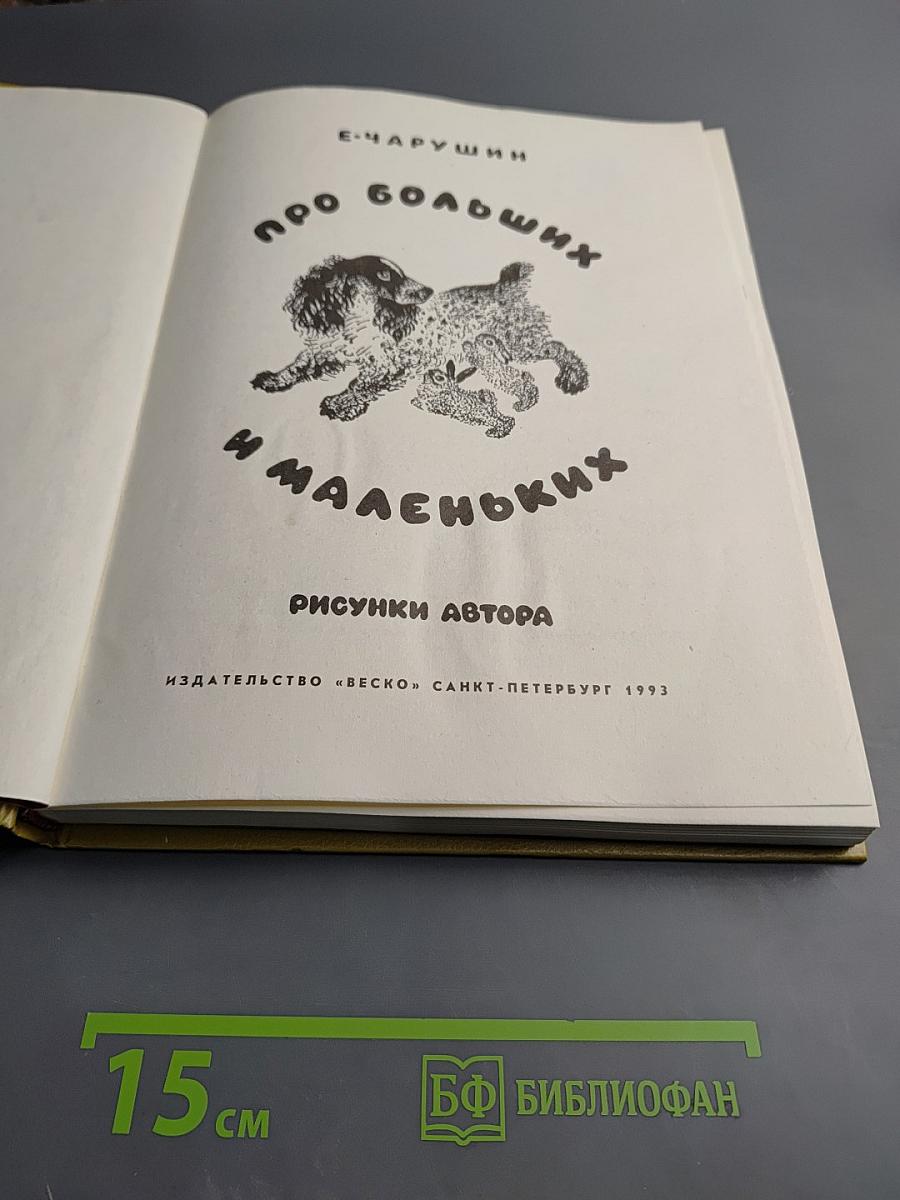 Е·ЧАРУШИН
ПРО БОЛЬШИХ
И МАЛЕНЬКИХ
РИСУНКИ АВТОРА
ИЗДАТЕЛЬСТВО «ВЕСКО» САНКТ-ПЕТЕРБУРГ 1993
15 см
БФ БИБЛИОФАН